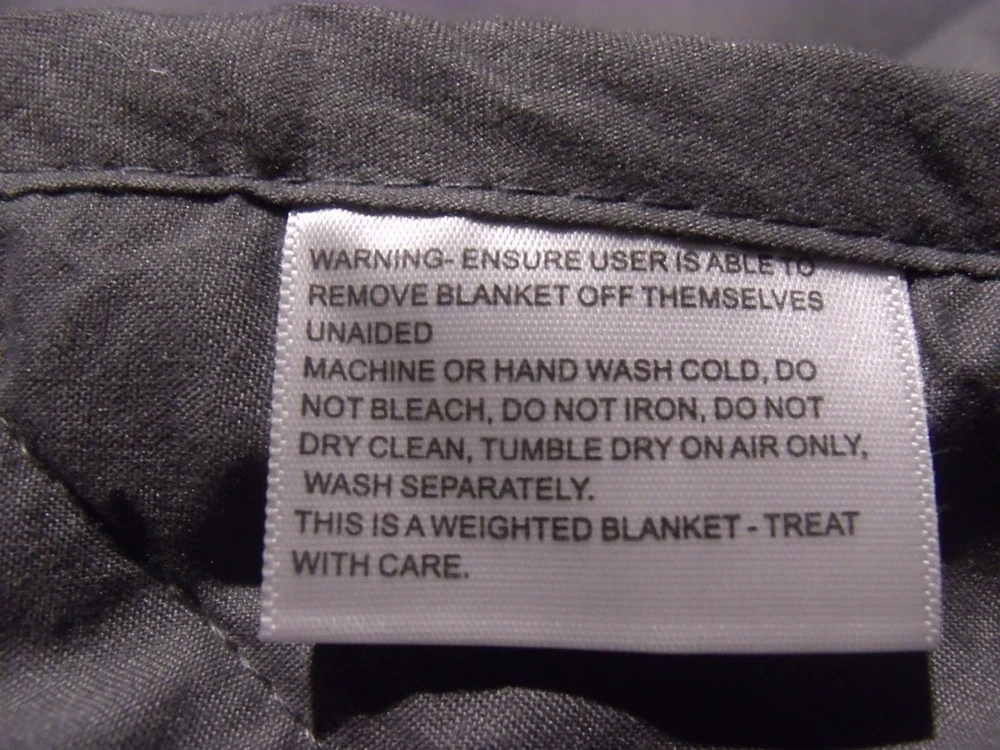 WARNING- ENSURE USER IS ABLE TO
REMOVE BLANKET OFF THEMSELVES
UNAIDED
MACHINE OR HAND WASH COLD, DO
NOT BLEACH, DO NOT IRON, DO NOT
DRY CLEAN, TUMBLE DRY ON AIR ONLY,
WASH SEPARATELY.
THIS IS A WEIGHTED BLANKET - TREAT
WITH CARE.